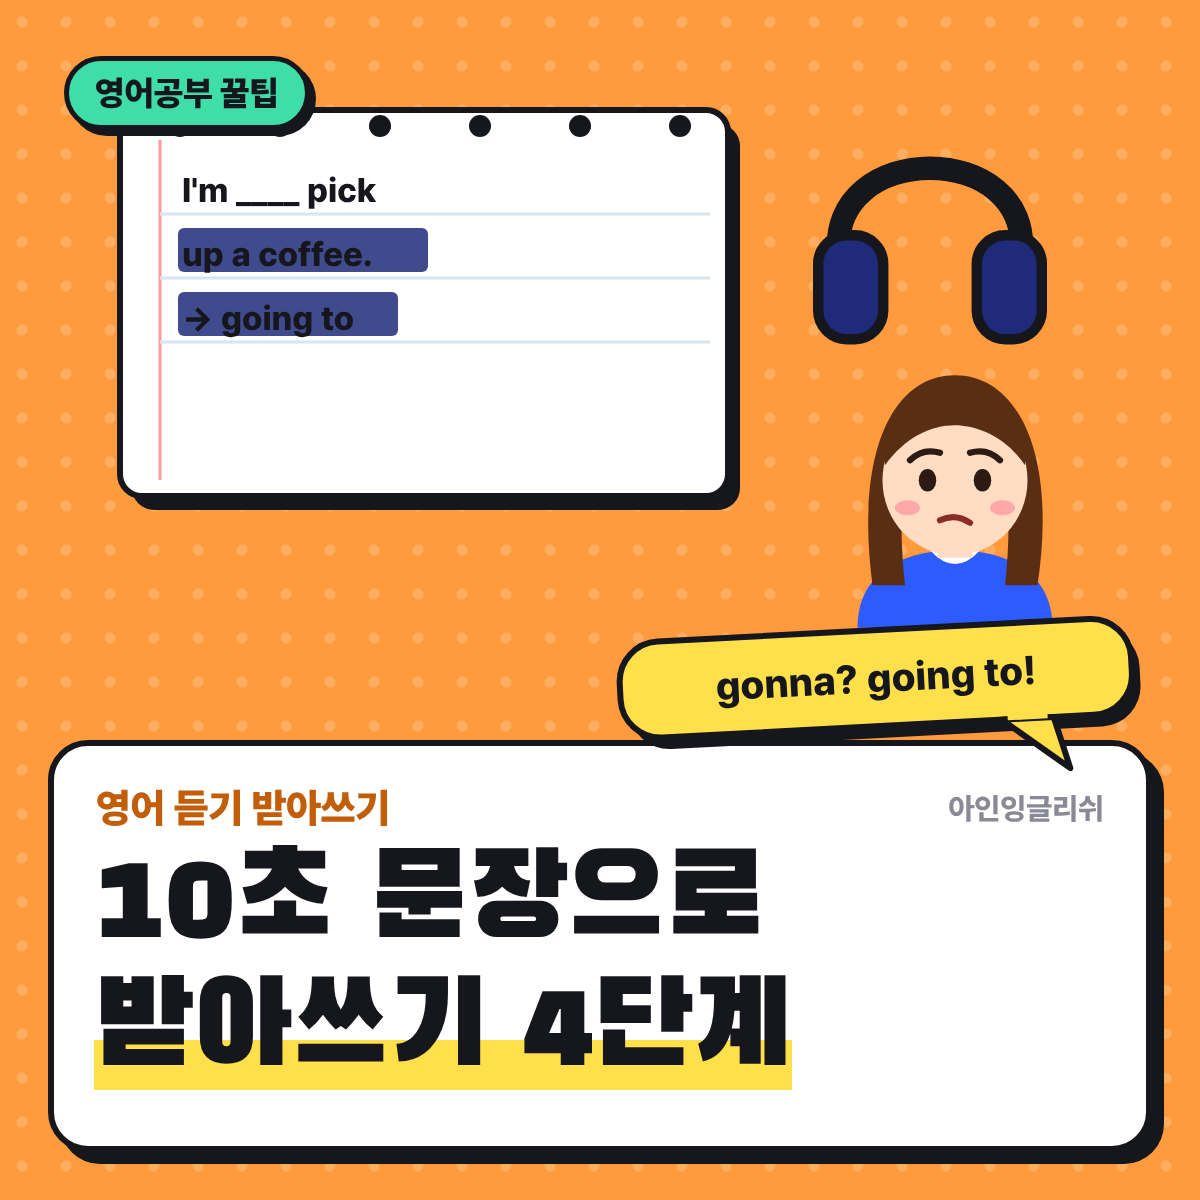 영어공부 꿀팁
I'm ____ pick
up a coffee.
→ going to
gonna? going to!
영어 듣기 받아쓰기
아인잉글리쉬
10초 문장으로
받아쓰기 4단계